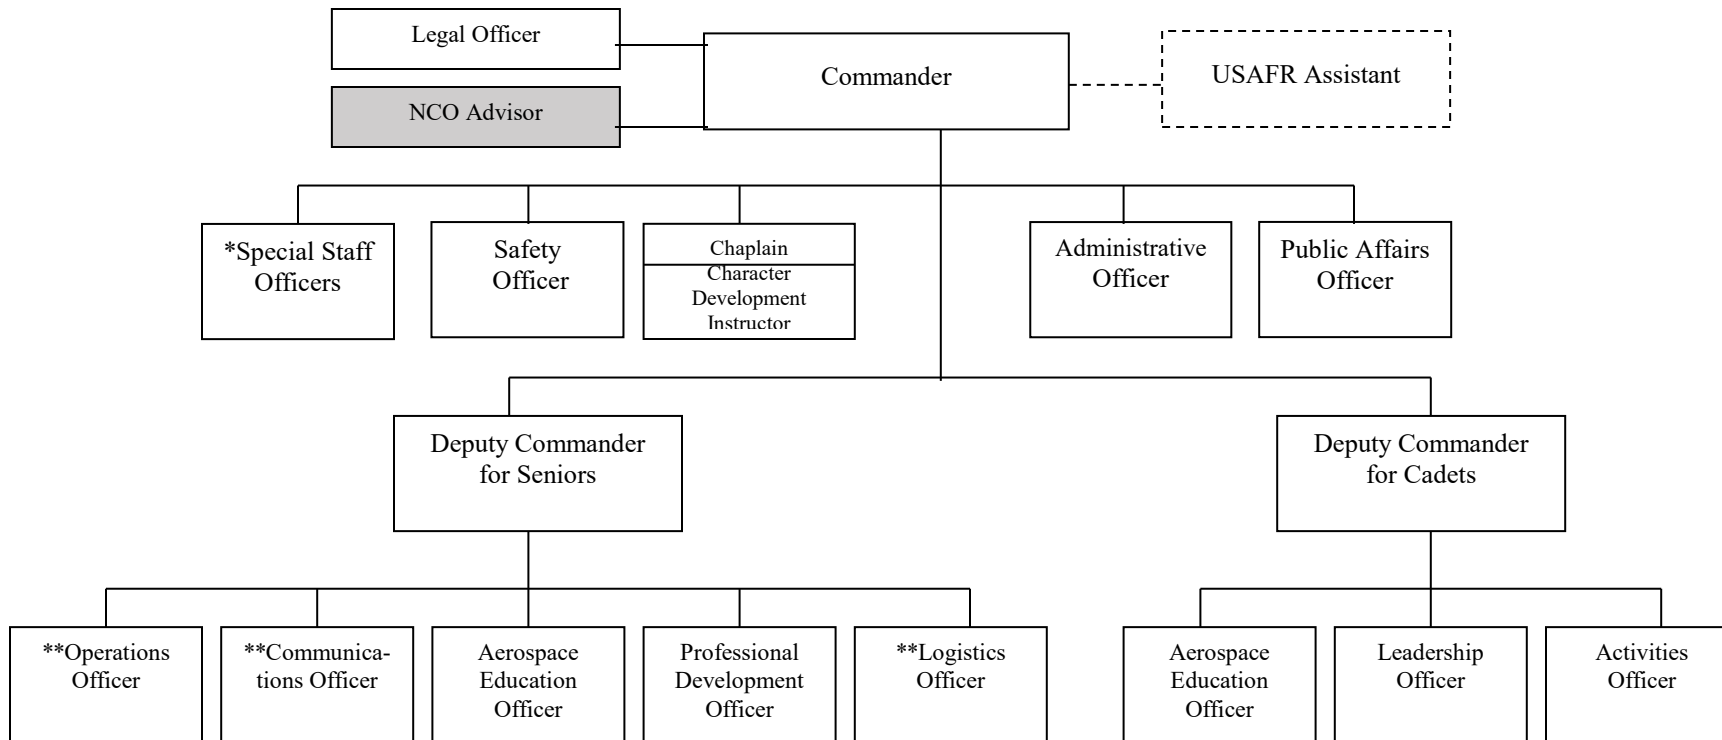 Legal Officer
Commander
USAFR Assistant
NCO Advisor
*Special Staff
Officers
Safety
Officer
Chaplain
Character
Development
Instructor
Administrative
Officer
Public Affairs
Officer
Deputy Commander
for Seniors
Deputy Commander
for Cadets
**Operations
Officer
**Communica-
tions Officer
Aerospace
Education
Officer
Professional
Development
Officer
**Logistics
Officer
Aerospace
Education
Officer
Leadership
Officer
Activities
Officer